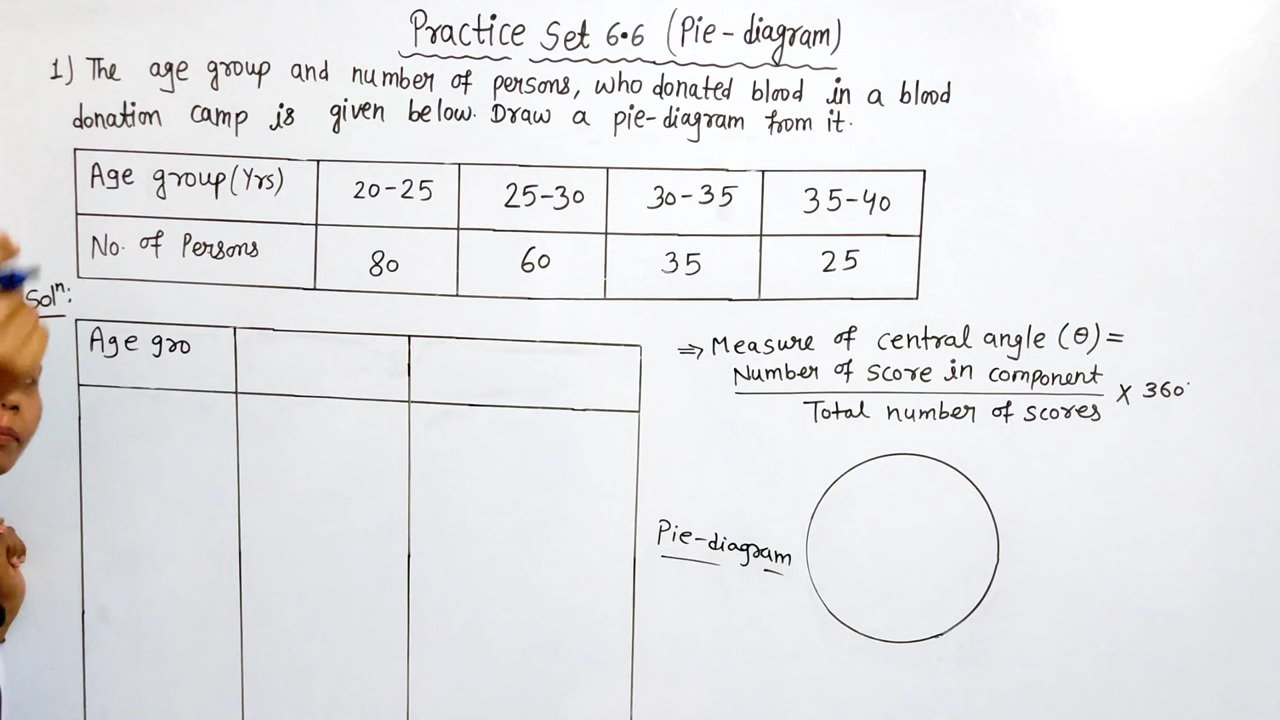 Practice Set 6.6 (Pie-diagram)
1) The age group and number of persons, who donated blood in a blood
donation camp is given below. Draw a pie-diagram from it.
Age group (Yrs) 20-25 25-30 30-35 35-40
No. of Persons 80 60 35 25
Solⁿ:
Age gro
⇒ Measure of central angle (θ) =
Number of score in component
Total number of scores
× 360°
Pie-diagram